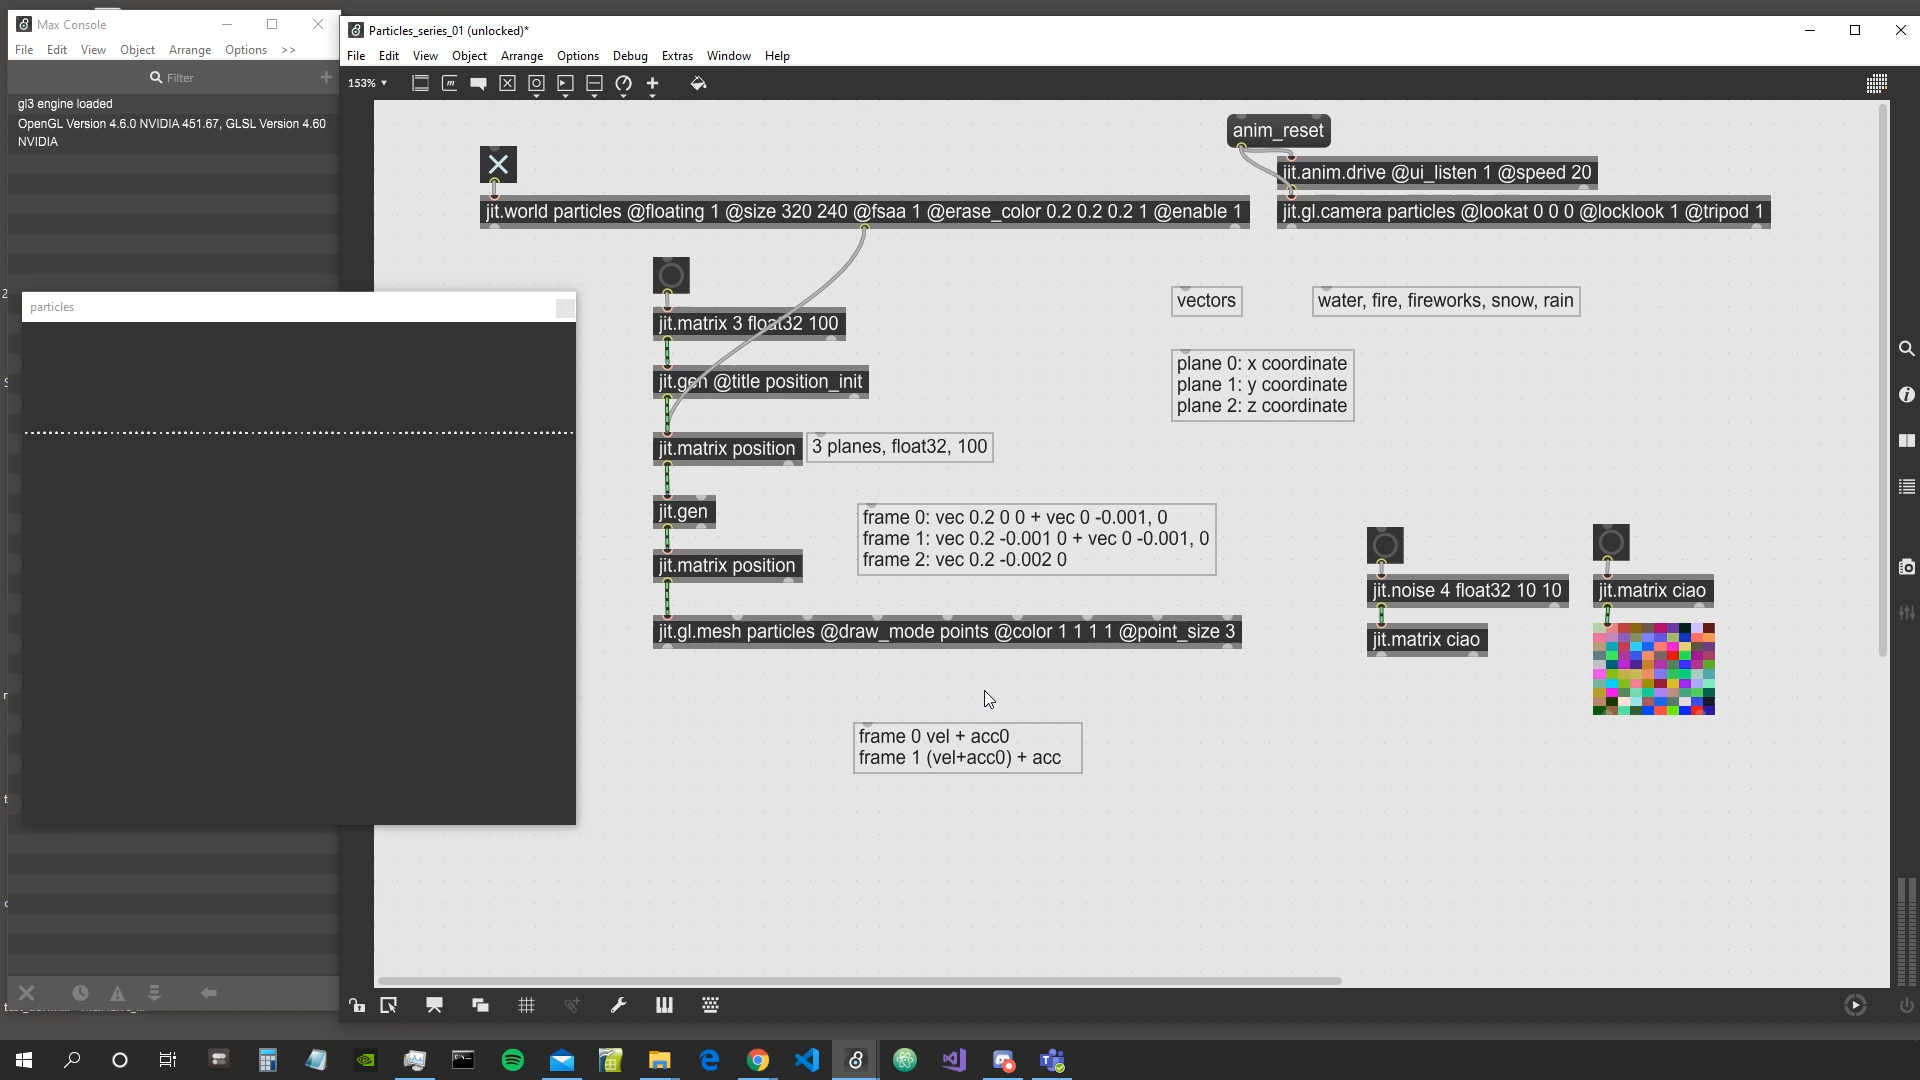 Max Console
File Edit View Object Arrange Options >>
Filter
gl3 engine loaded
OpenGL Version 4.6.0 NVIDIA 451.67, GLSL Version 4.60
NVIDIA
Particles_series_01 (unlocked)*
File Edit View Object Arrange Options Debug Extras Window Help
153%
anim_reset
jit.anim.drive @ui_listen 1 @speed 20
jit.world particles @floating 1 @size 320 240 @fsaa 1 @erase_color 0.2 0.2 0.2 1 @enable 1
jit.gl.camera particles @lookat 0 0 0 @locklook 1 @tripod 1
particles
jit.matrix 3 float32 100
jit.gen @title position_init
jit.matrix position
3 planes, float32, 100
jit.gen
jit.matrix position
jit.gl.mesh particles @draw_mode points @color 1 1 1 1 @point_size 3
vectors
water, fire, fireworks, snow, rain
plane 0: x coordinate
plane 1: y coordinate
plane 2: z coordinate
frame 0: vec 0.2 0 0 + vec 0 -0.001, 0
frame 1: vec 0.2 -0.001 0 + vec 0 -0.001, 0
frame 2: vec 0.2 -0.002 0
jit.noise 4 float32 10 10
jit.matrix ciao
jit.matrix ciao
frame 0 vel + acc0
frame 1 (vel+acc0) + acc